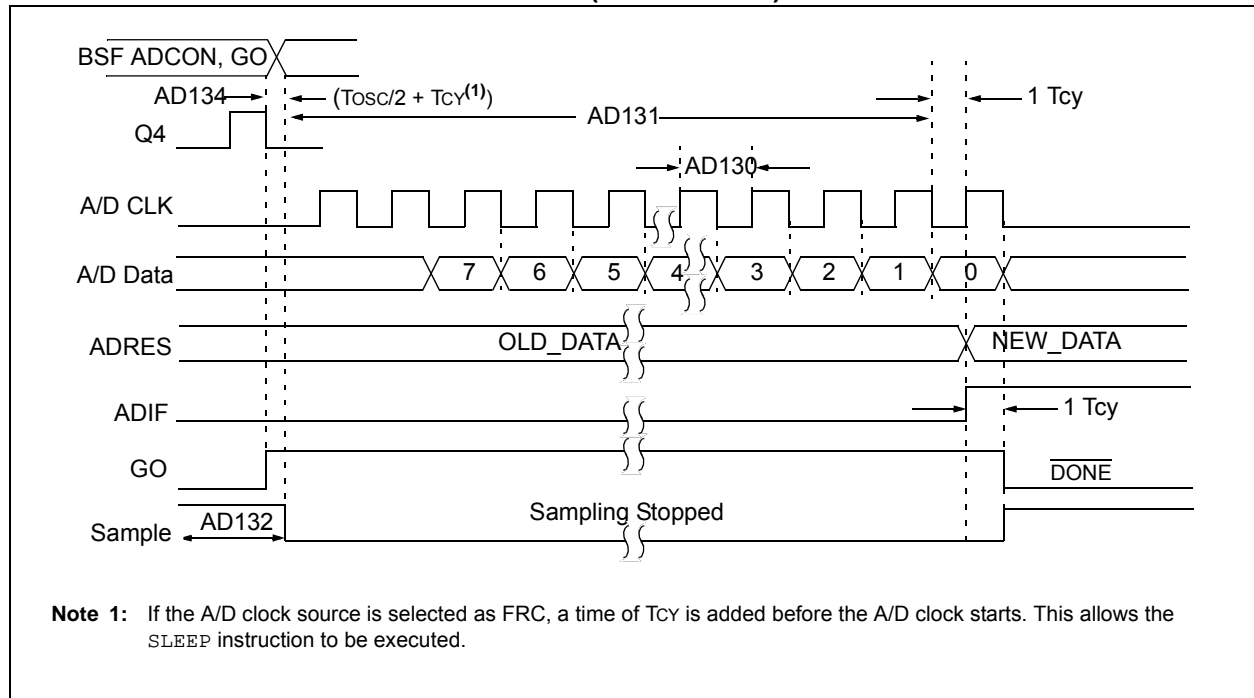 BSF ADCON, GO
AD134
(TOSC/2 + TCY(1))
1 Tcy
AD131
Q4
AD130
A/D CLK
A/D Data
7 6 5 4 3 2 1 0
ADRES
OLD_DATA
NEW_DATA
ADIF
1 Tcy
GO
DONE
Sample
AD132
Sampling Stopped
Note 1: If the A/D clock source is selected as FRC, a time of TCY is added before the A/D clock starts. This allows the
SLEEP instruction to be executed.